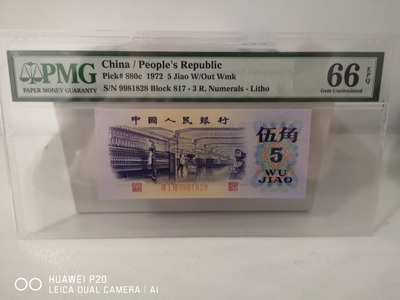 PMG
PAPER MONEY GUARANTY
China / People's Republic
Pick# 880c 1972 5 Jiao W/Out Wmk
S/N 9981828 Block 817 - 3 R. Numerals - Litho
66 EPQ
Gem Uncirculated
中国人民银行
伍角
5
WU
JIAO
9981828
HUAWEI P20
LEICA DUAL CAMERA | AI